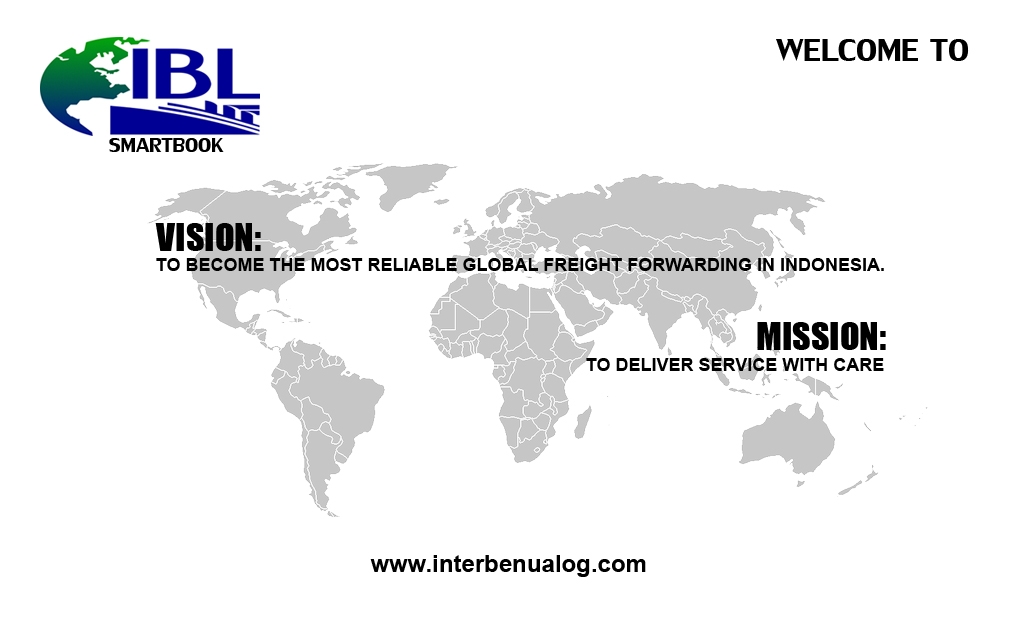 IBL
SMARTBOOK
WELCOME TO
VISION:
TO BECOME THE MOST RELIABLE GLOBAL FREIGHT FORWARDING IN INDONESIA.
MISSION:
TO DELIVER SERVICE WITH CARE
www.interbenualog.com